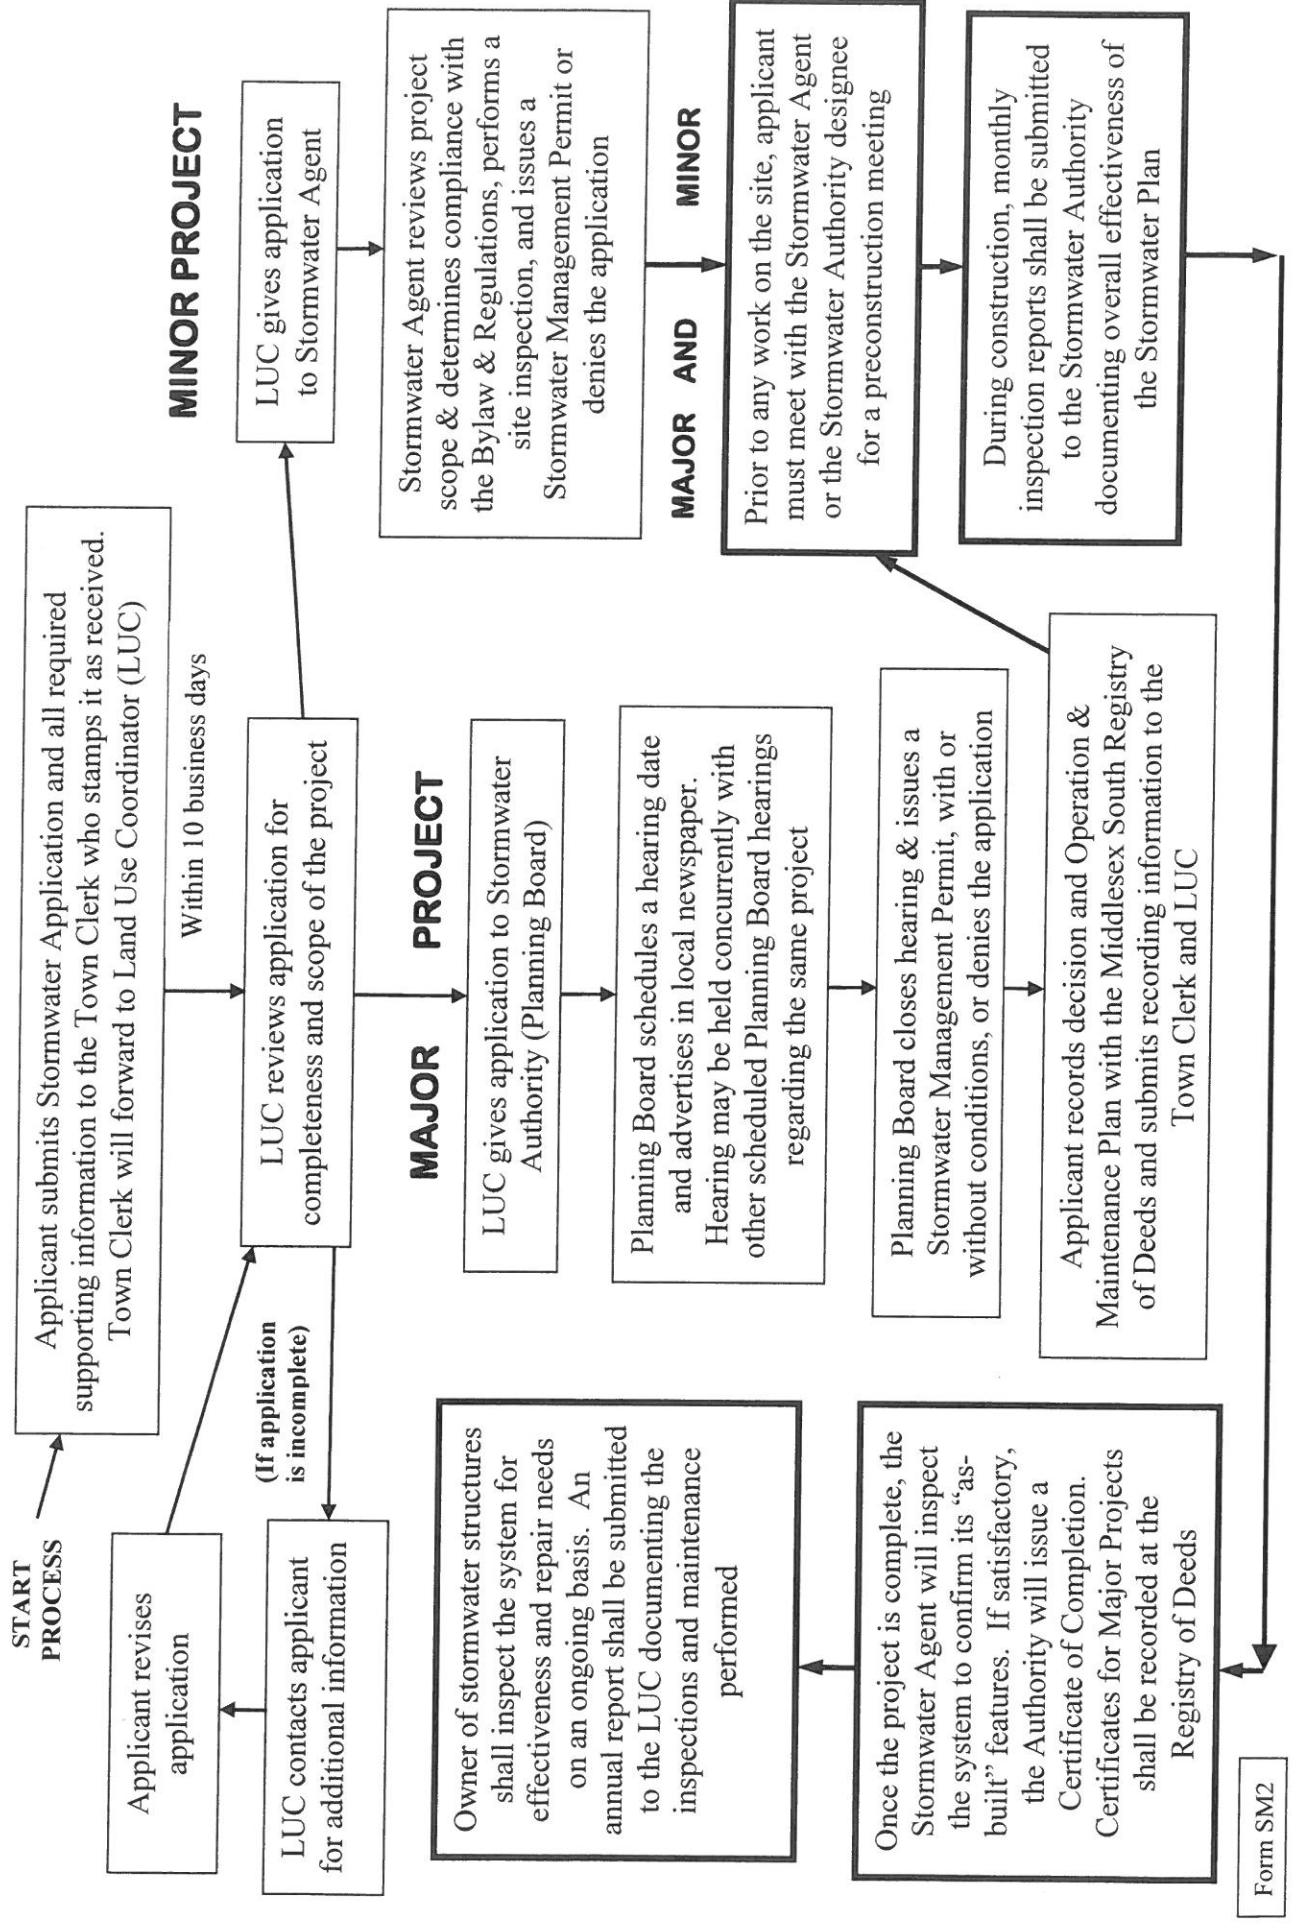 START
PROCESS
Applicant submits Stormwater Application and all required
supporting information to the Town Clerk who stamps it as received.
Town Clerk will forward to Land Use Coordinator (LUC)
Within 10 business days
Applicant revises
application
LUC contacts applicant
for additional information
(If application
is incomplete)
LUC reviews application for
completeness and scope of the project
MINOR PROJECT
LUC gives application
to Stormwater Agent
Stormwater Agent reviews project
scope & determines compliance with
the Bylaw & Regulations, performs a
site inspection, and issues a
Stormwater Management Permit or
denies the application
MAJOR PROJECT
LUC gives application to Stormwater
Authority (Planning Board)
Planning Board schedules a hearing date
and advertises in local newspaper.
Hearing may be held concurrently with
other scheduled Planning Board hearings
regarding the same project
Planning Board closes hearing & issues a
Stormwater Management Permit, with or
without conditions, or denies the application
Applicant records decision and Operation &
Maintenance Plan with the Middlesex South Registry
of Deeds and submits recording information to the
Town Clerk and LUC
MAJOR AND MINOR
Prior to any work on the site, applicant
must meet with the Stormwater Agent
or the Stormwater Authority designee
for a preconstruction meeting
During construction, monthly
inspection reports shall be submitted
to the Stormwater Authority
documenting overall effectiveness of
the Stormwater Plan
Once the project is complete, the
Stormwater Agent will inspect
the system to confirm its “as-
built” features. If satisfactory,
the Authority will issue a
Certificate of Completion.
Certificates for Major Projects
shall be recorded at the
Registry of Deeds
Owner of stormwater structures
shall inspect the system for
effectiveness and repair needs
on an ongoing basis. An
annual report shall be submitted
to the LUC documenting the
inspections and maintenance
performed
Form SM2